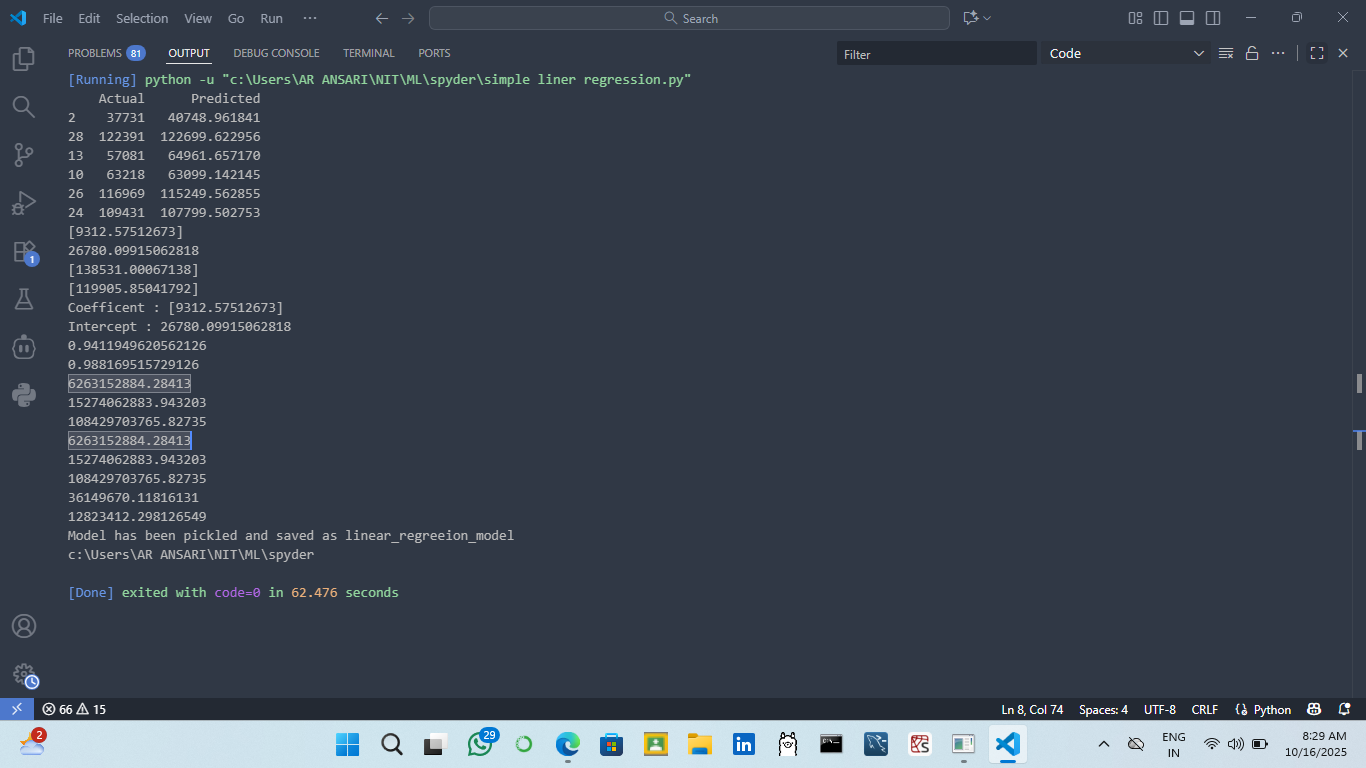 File Edit Selection View Go Run ··· Search
PROBLEMS 81 OUTPUT DEBUG CONSOLE TERMINAL PORTS Filter Code
[Running] python -u "c:\Users\AR ANSARI\NIT\ML\spyder\simple liner regression.py"
Actual Predicted
2 37731 40748.961841
28 122391 122699.622956
13 57081 64961.657170
10 63218 63099.142145
26 116969 115249.562855
24 109431 107799.502753
[9312.57512673]
26780.09915062818
[138531.00067138]
[119905.85041792]
Coefficent : [9312.57512673]
Intercept : 26780.09915062818
0.9411949620562126
0.988169515729126
6263152884.28413
15274062883.943203
108429703765.82735
6263152884.28413
15274062883.943203
108429703765.82735
36149670.11816131
12823412.298126549
Model has been pickled and saved as linear_regreeion_model
c:\Users\AR ANSARI\NIT\ML\spyder
[Done] exited with code=0 in 62.476 seconds
1
66 15 Ln 8, Col 74 Spaces: 4 UTF-8 CRLF Python
2 29 in ENG 8:29 AM
IN 10/16/2025